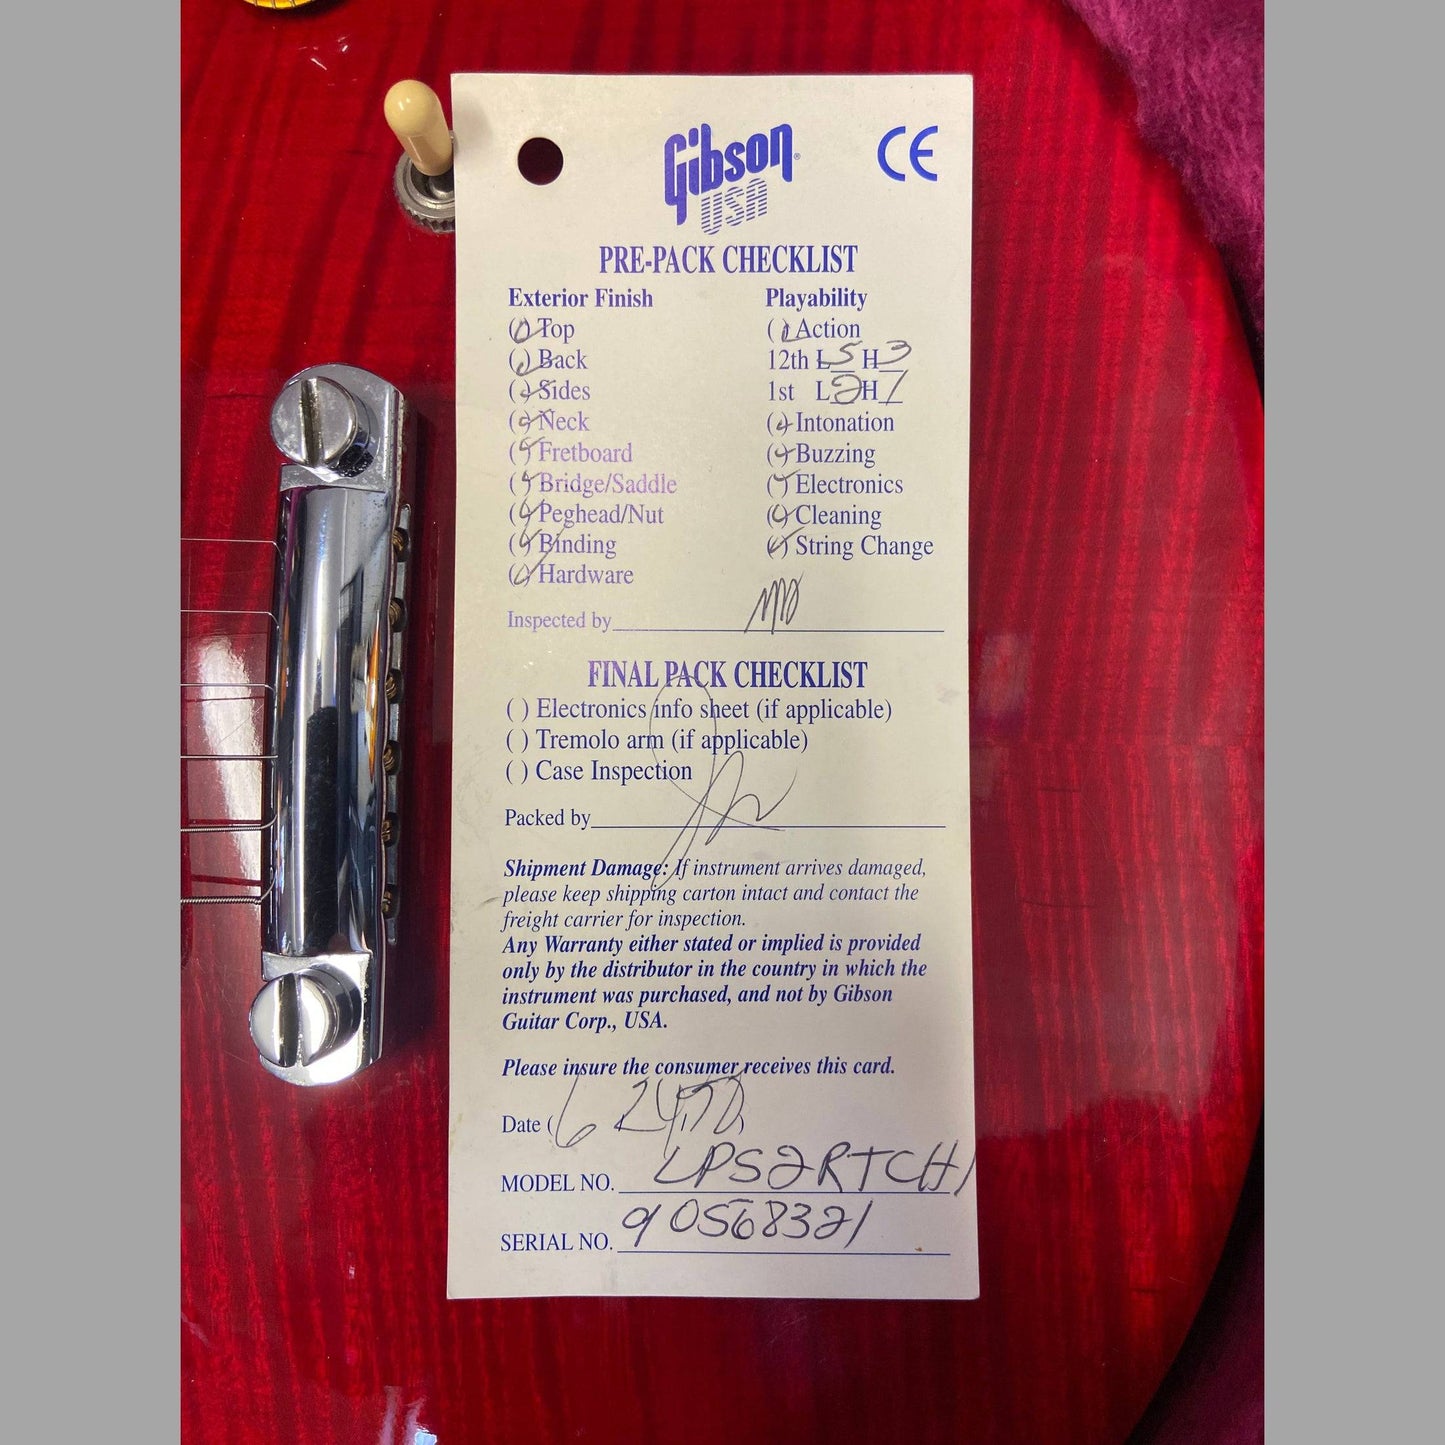 Gibson®
USA
CE
PRE-PACK CHECKLIST
Exterior Finish
( ) Top
( ) Back
( ) Sides
( ) Neck
( ) Fretboard
( ) Bridge/Saddle
( ) Peghead/Nut
( ) Binding
( ) Hardware
Playability
( ) Action
12th L 5 H 3
1st L 2 H 1
( ) Intonation
( ) Buzzing
( ) Electronics
( ) Cleaning
( ) String Change
Inspected by
FINAL PACK CHECKLIST
( ) Electronics info sheet (if applicable)
( ) Tremolo arm (if applicable)
( ) Case Inspection
Packed by
Shipment Damage: If instrument arrives damaged,
please keep shipping carton intact and contact the
freight carrier for inspection.
Any Warranty either stated or implied is provided
only by the distributor in the country in which the
instrument was purchased, and not by Gibson
Guitar Corp., USA.
Please insure the consumer receives this card.
Date ( 6 24 )
MODEL NO. LPS2RTCH1
SERIAL NO. 90568321